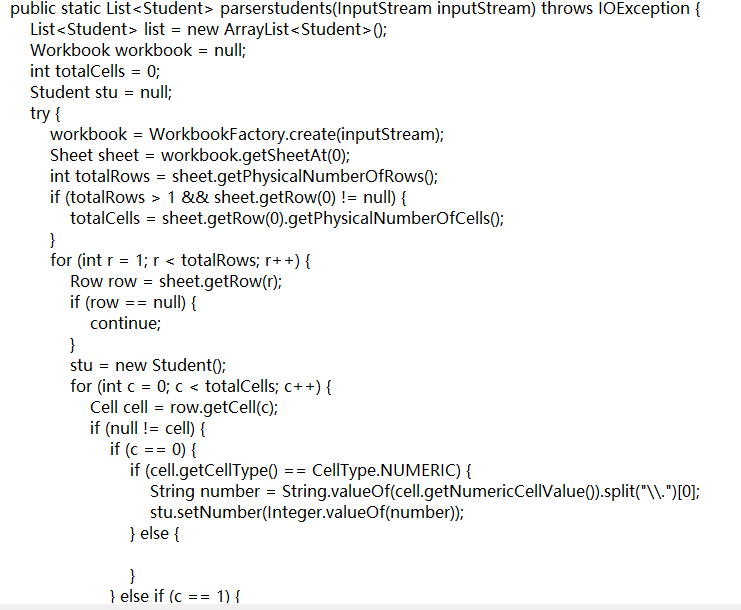 public static List<Student> parserstudents(InputStream inputStream) throws IOException {
List<Student> list = new ArrayList<Student>();
Workbook workbook = null;
int totalCells = 0;
Student stu = null;
try {
workbook = WorkbookFactory.create(inputStream);
Sheet sheet = workbook.getSheetAt(0);
int totalRows = sheet.getPhysicalNumberOfRows();
if (totalRows > 1 && sheet.getRow(0) != null) {
totalCells = sheet.getRow(0).getPhysicalNumberOfCells();
}
for (int r = 1; r < totalRows; r++) {
Row row = sheet.getRow(r);
if (row == null) {
continue;
}
stu = new Student();
for (int c = 0; c < totalCells; c++) {
Cell cell = row.getCell(c);
if (null != cell) {
if (c == 0) {
if (cell.getCellType() == CellType.NUMERIC) {
String number = String.valueOf(cell.getNumericCellValue()).split("\\.")[0];
stu.setNumber(Integer.valueOf(number));
} else {
}
} else if (c == 1) {